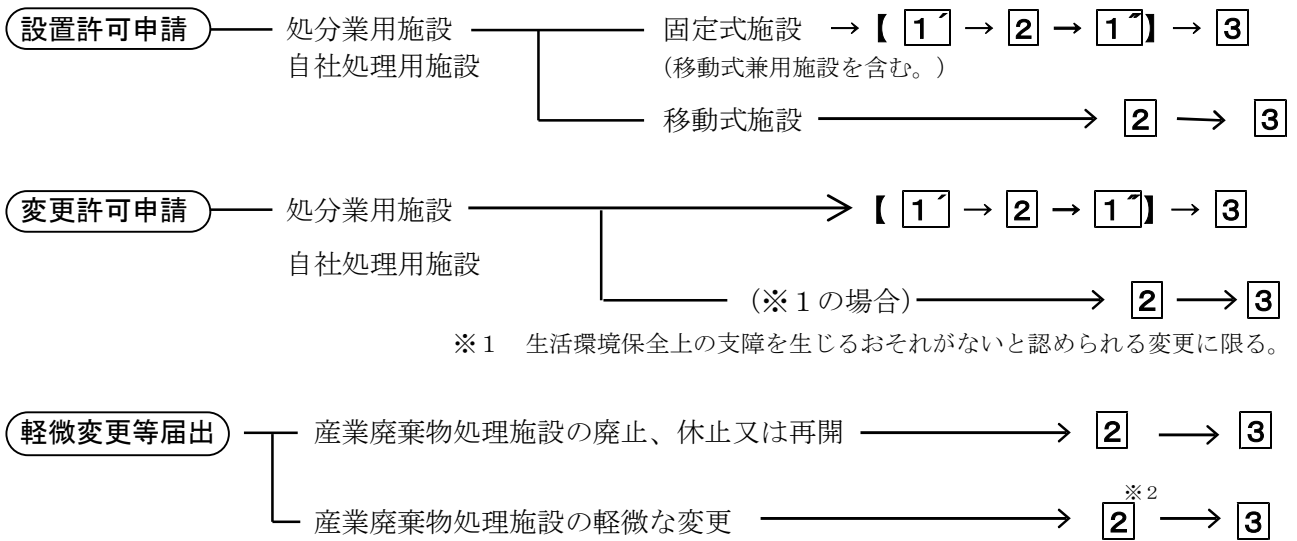 設置許可申請 処分業用施設 固定式施設 →【 1´ → 2 → 1˝】→ 3
自社処理用施設 (移動式兼用施設を含む。)
移動式施設 → 2 → 3
変更許可申請 処分業用施設 → 【 1´ → 2 → 1˝】→ 3
自社処理用施設
(※１の場合) → 2 → 3
※１　生活環境保全上の支障を生じるおそれがないと認められる変更に限る。
軽微変更等届出 産業廃棄物処理施設の廃止、休止又は再開 → 2 → 3
※２
産業廃棄物処理施設の軽微な変更 → 2 → 3